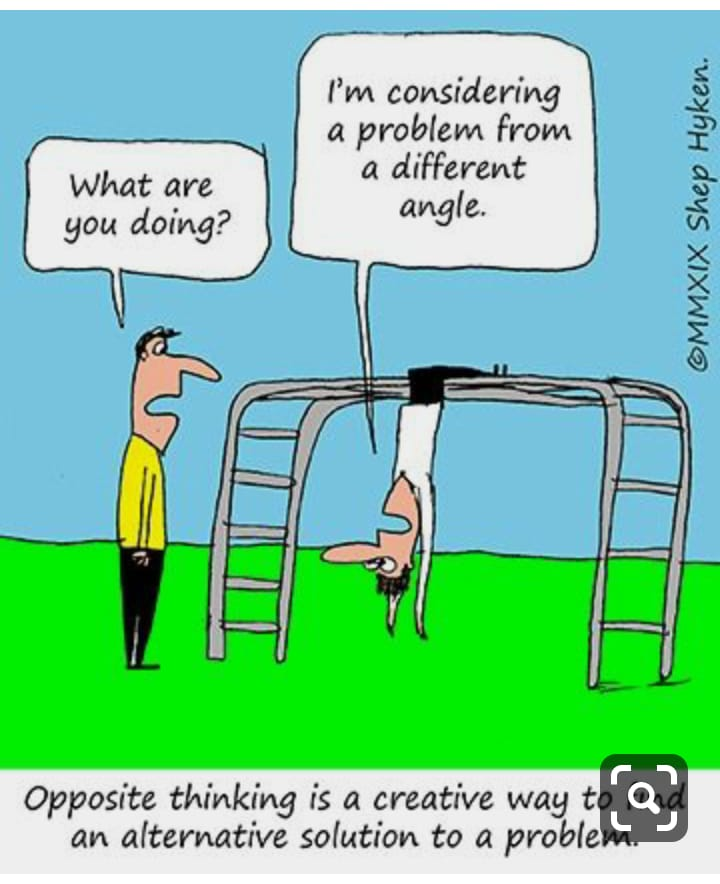 What are
you doing?
I'm considering
a problem from
a different
angle.
©MMXIX Shep Hyken.
Opposite thinking is a creative way to
an alternative solution to a problem.